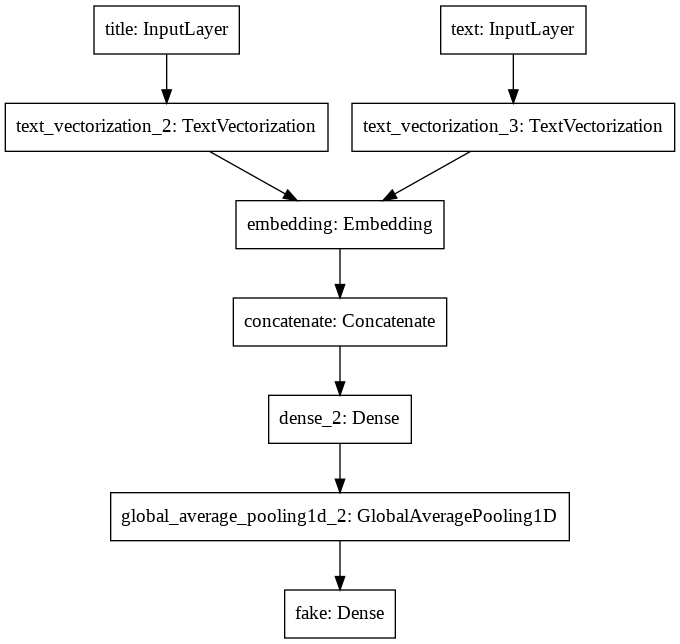 title: InputLayer
text: InputLayer
text_vectorization_2: TextVectorization
text_vectorization_3: TextVectorization
embedding: Embedding
concatenate: Concatenate
dense_2: Dense
global_average_pooling1d_2: GlobalAveragePooling1D
fake: Dense